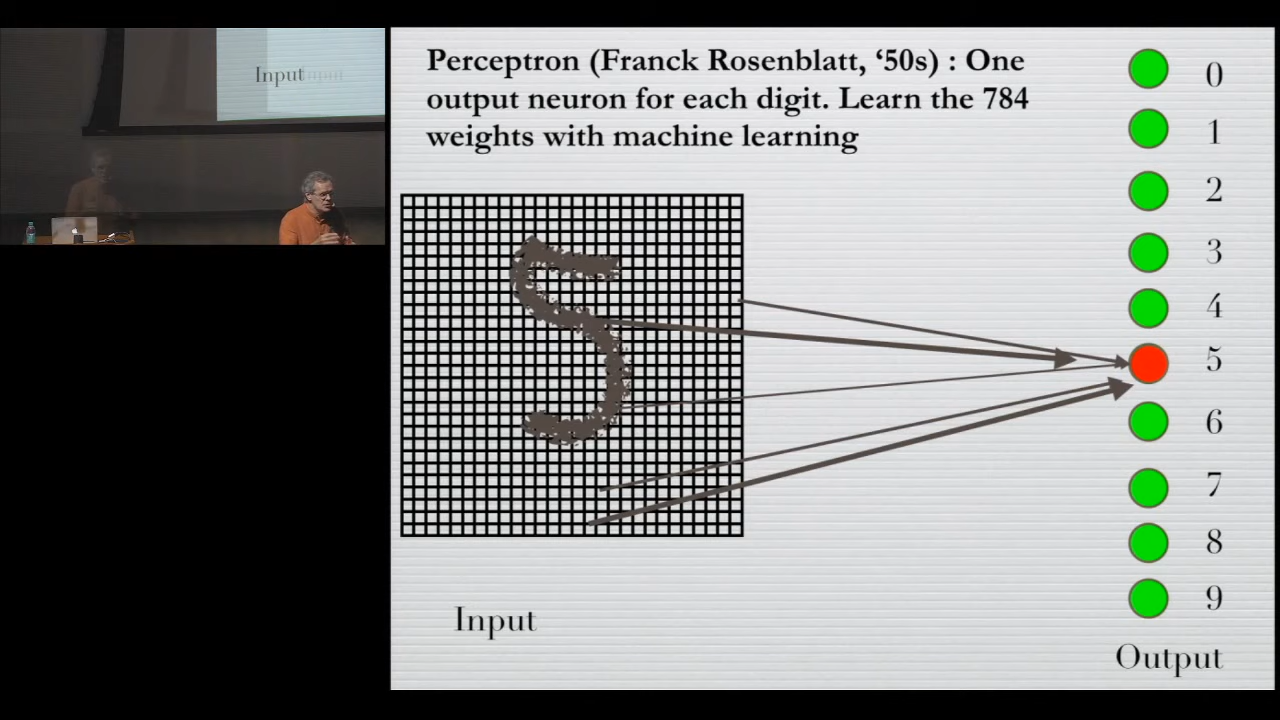 Input
Perceptron (Franck Rosenblatt, ‘50s) : One
output neuron for each digit. Learn the 784
weights with machine learning
0
1
2
3
4
5
5
6
7
8
9
Input
Output